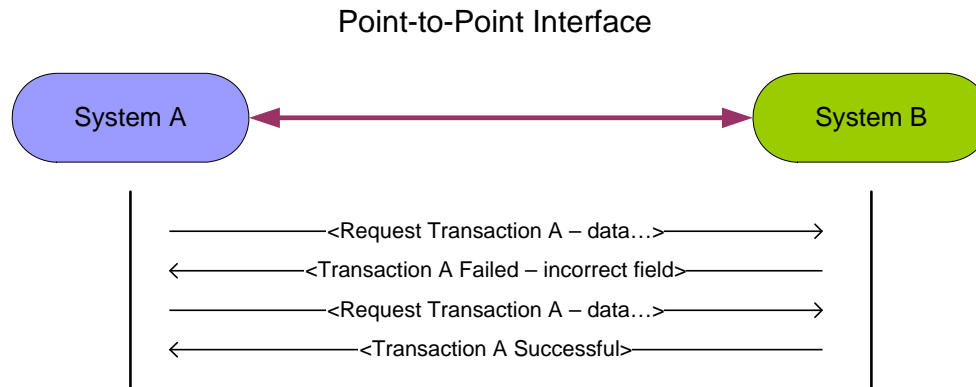 Point-to-Point Interface
System A
System B
<Request Transaction A – data…>
<Transaction A Failed – incorrect field>
<Request Transaction A – data…>
<Transaction A Successful>